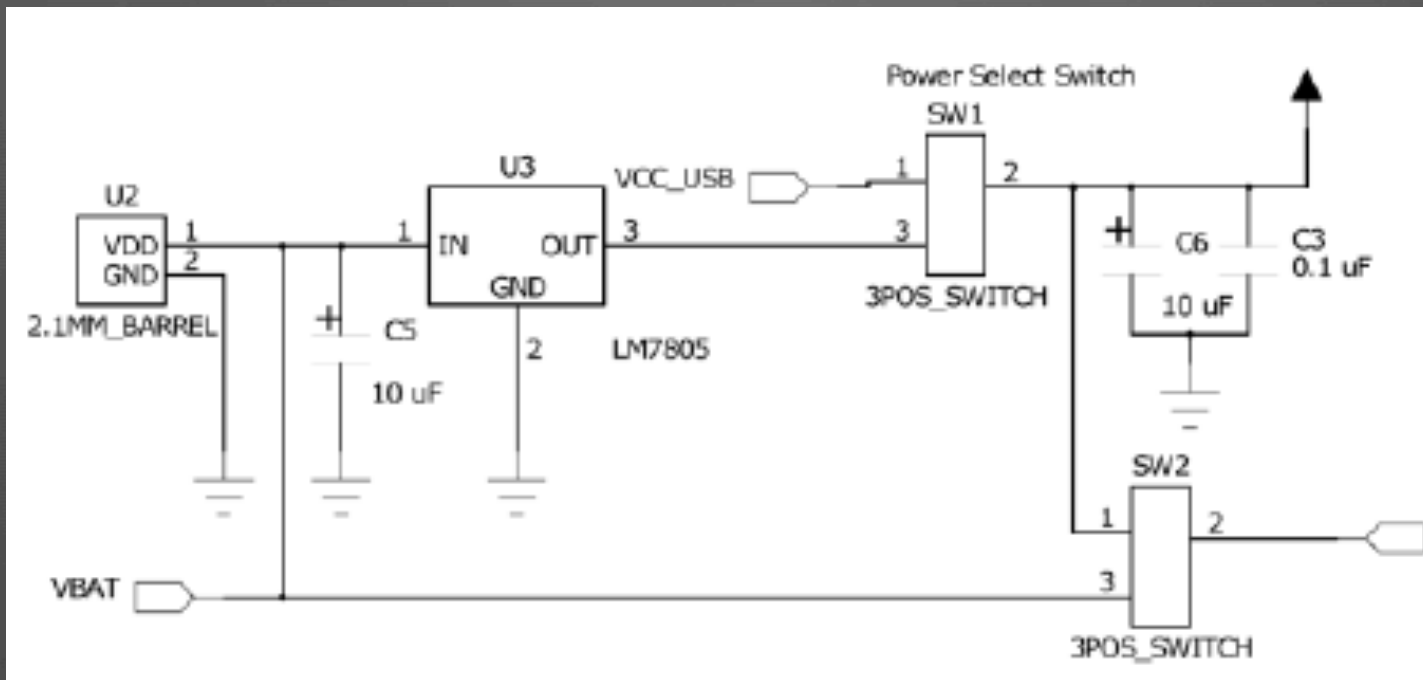 Power Select Switch
SW1
U3
VCC_USB
1
2
U2
VDD
1
GND
2
1
IN
OUT
3
3
GND
3POS_SWITCH
C6
C3
0.1 uF
10 uF
2.1MM_BARREL
+
C5
+
2
LM7805
10 uF
SW2
1
2
VBAT
3
3POS_SWITCH